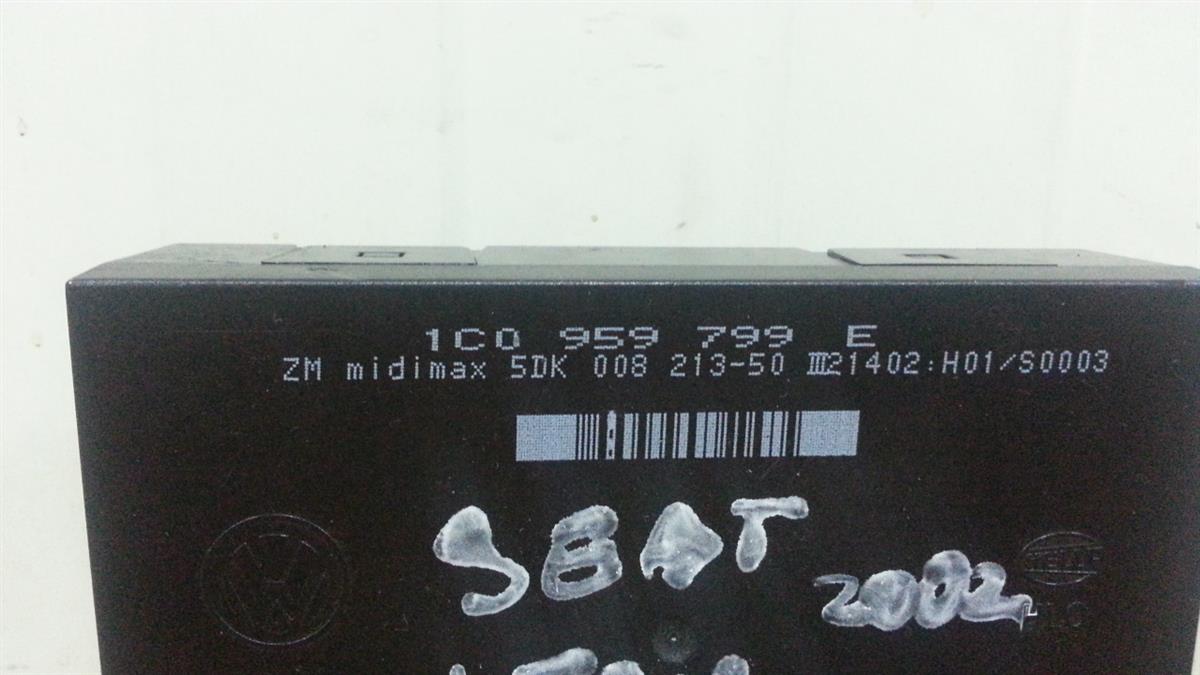 1C0 959 799 E
ZM midimax 5DK 008 213-50 III21402:H01/S0003
SEAT
2002